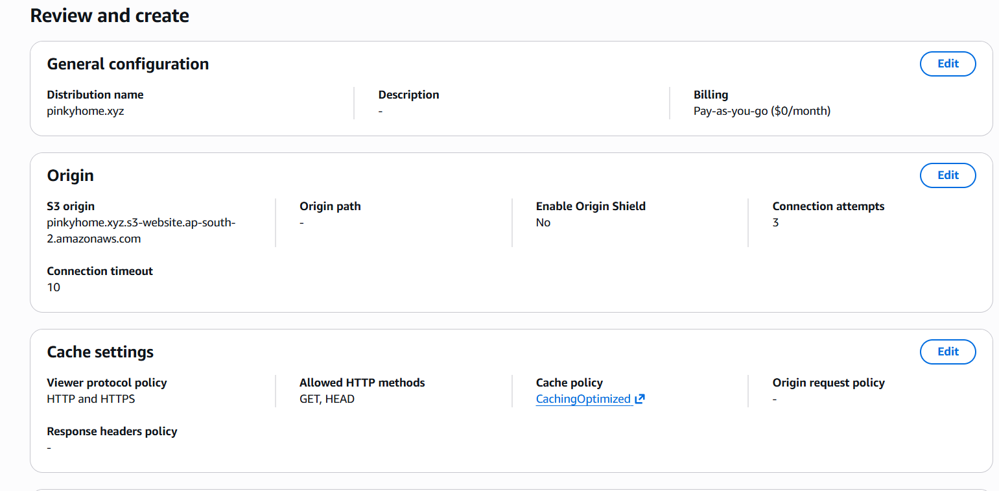 Review and create
General configuration
Edit
Distribution name
pinkyhome.xyz
Description
-
Billing
Pay-as-you-go ($0/month)
Origin
Edit
S3 origin
pinkyhome.xyz.s3-website.ap-south-
2.amazonaws.com
Origin path
-
Enable Origin Shield
No
Connection attempts
3
Connection timeout
10
Cache settings
Edit
Viewer protocol policy
HTTP and HTTPS
Allowed HTTP methods
GET, HEAD
Cache policy
CachingOptimized
Origin request policy
-
Response headers policy
-